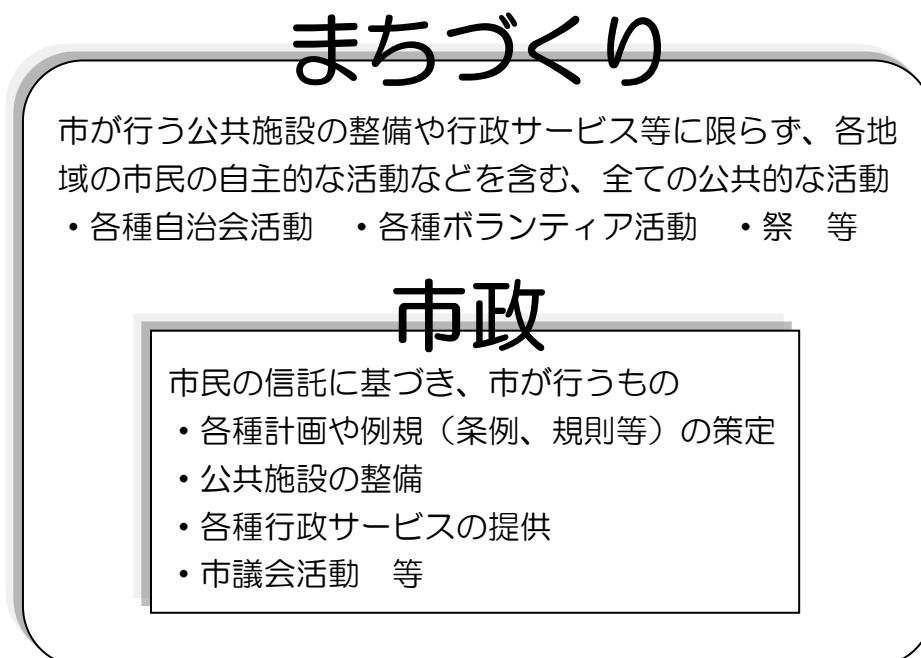 まちづくり
市が行う公共施設の整備や行政サービス等に限らず、各地
域の市民の自主的な活動などを含む、全ての公共的な活動
・各種自治会活動　・各種ボランティア活動　・祭　等
市政
市民の信託に基づき、市が行うもの
・各種計画や例規（条例、規則等）の策定
・公共施設の整備
・各種行政サービスの提供
・市議会活動　等